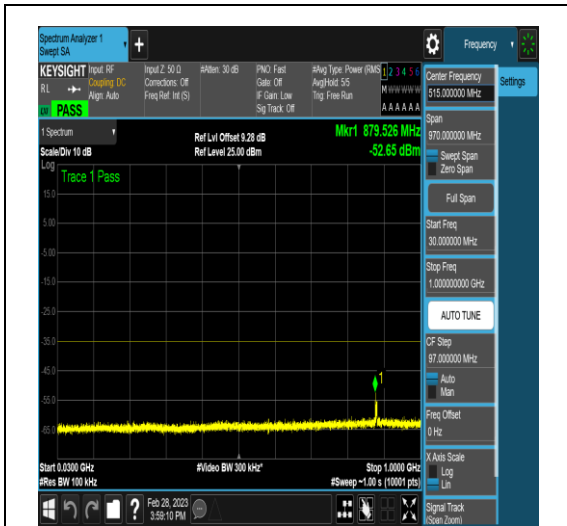 Spectrum Analyzer 1
Swept SA
+
Frequency
KEYSIGHT
RL
Input: RF
Coupling: DC
Align: Auto
Input Z: 50 Ω
Corrections: Off
Freq Ref: Int (S)
#Atten: 30 dB
PNO: Fast
Gate: Off
IF Gain: Low
Sig Track: Off
#Avg Type: Power (RMS
Avg|Hold: 5/5
Trig: Free Run
1 2 3 4 5 6
M W W W W W
A A A A A A
PASS
1 Spectrum
Scale/Div 10 dB
Ref Lvl Offset 9.28 dB
Ref Level 25.00 dBm
Mkr1 879.526 MHz
-52.65 dBm
Log
Trace 1 Pass
15.0
5.00
-5.00
-15.0
-25.0
-35.0
-45.0
-55.0
-65.0
1
Start 0.0300 GHz
#Res BW 100 kHz
#Video BW 300 kHz*
Stop 1.0000 GHz
#Sweep ~1.00 s (10001 pts)
Center Frequency
515.000000 MHz
Settings
Span
970.000000 MHz
Swept Span
Zero Span
Full Span
Start Freq
30.000000 MHz
Stop Freq
1.000000000 GHz
AUTO TUNE
CF Step
97.000000 MHz
Auto
Man
Freq Offset
0 Hz
X Axis Scale
Log
Lin
Signal Track
(Span Zoom)
?
Feb 28, 2023
3:59:10 PM